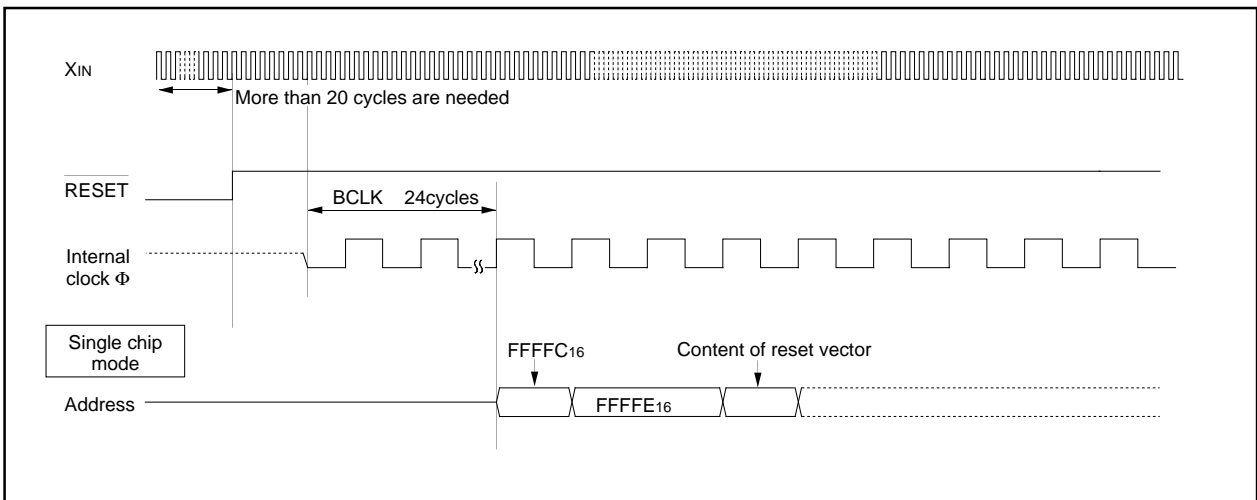 XIN
More than 20 cycles are needed
RESET
BCLK 24cycles
Internal
clock Φ
Single chip
mode
FFFFC16
Content of reset vector
Address
FFFFE16